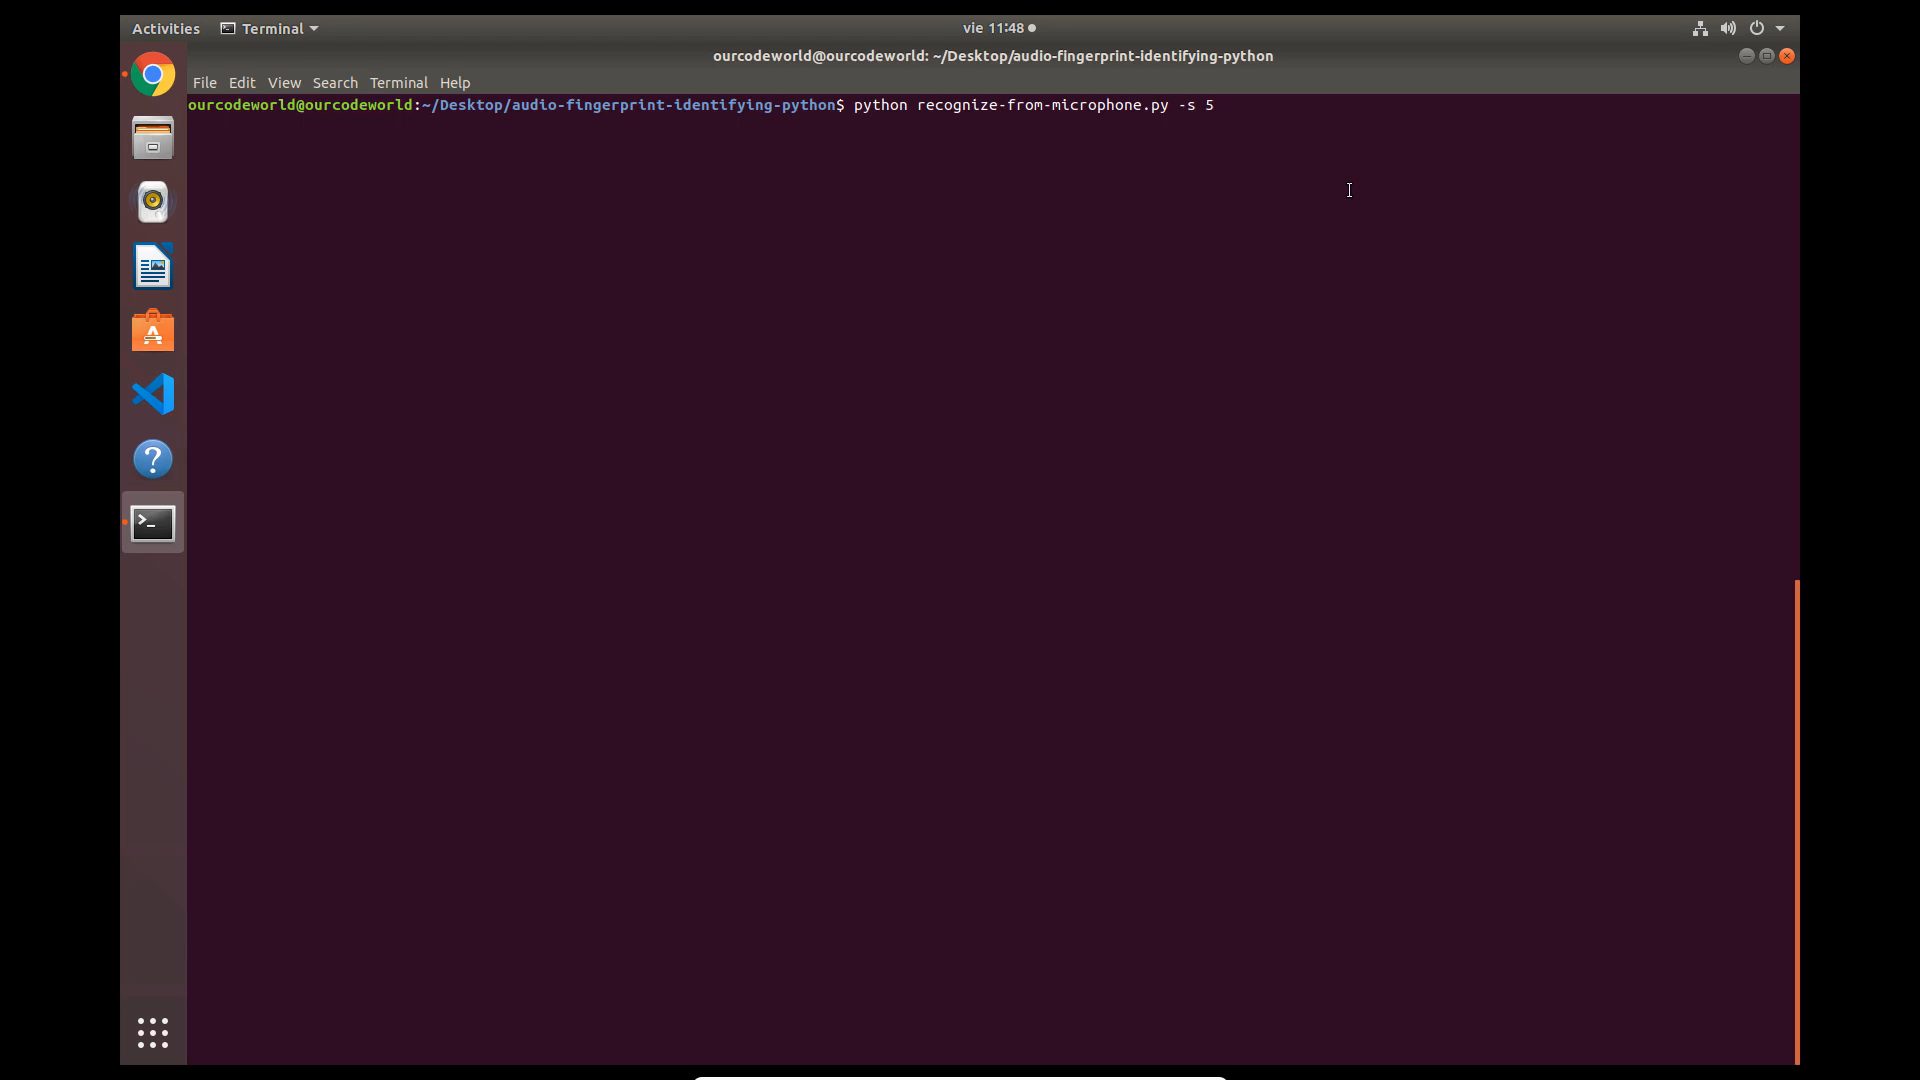 Activities Terminal vie 11:48
ourcodeworld@ourcodeworld: ~/Desktop/audio-fingerprint-identifying-python
File Edit View Search Terminal Help
ourcodeworld@ourcodeworld:~/Desktop/audio-fingerprint-identifying-python$ python recognize-from-microphone.py -s 5